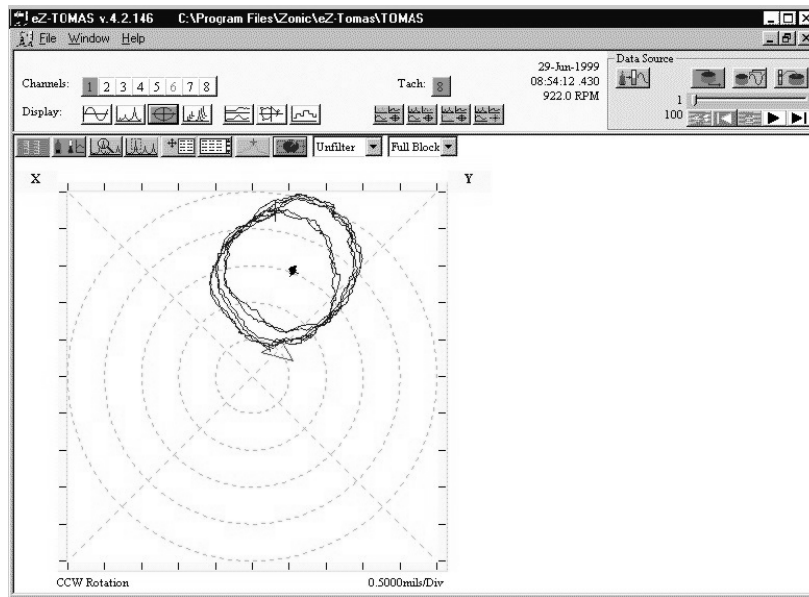 eZ-TOMAS v.4.2.146 C:\Program Files\Zonic\eZ-Tomas\TOMAS
File Window Help
Channels: 1 2 3 4 5 6 7 8
Tach: 8
29-Jun-1999
08:54:12 .430
922.0 RPM
Data Source
1
100
Display:
Unfilter
Full Block
X
Y
CCW Rotation
0.5000mils/Div